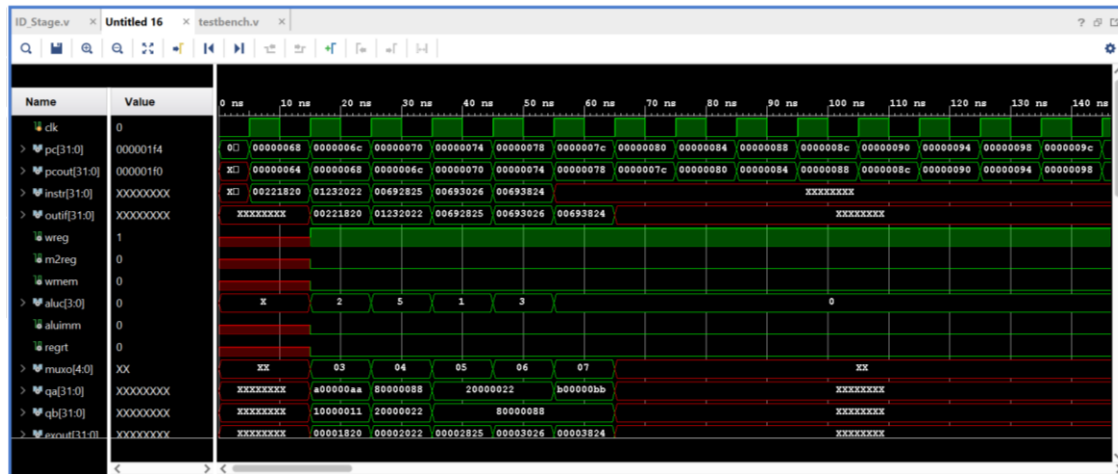 ID_Stage.v × Untitled 16 × testbench.v ×
Name Value 0 ns 10 ns 20 ns 30 ns 40 ns 50 ns 60 ns 70 ns 80 ns 90 ns 100 ns 110 ns 120 ns 130 ns 140 ns
clk 0
pc[31:0] 000001f4 0 00000068 0000006c 00000070 00000074 00000078 0000007c 00000080 00000084 00000088 0000008c 00000090 00000094 00000098 0000009c
pcout[31:0] 000001f0 X 00000064 00000068 0000006c 00000070 00000074 00000078 0000007c 00000080 00000084 00000088 0000008c 00000090 00000094 00000098
instr[31:0] XXXXXXXX X 00221820 01232022 00692825 00693026 00693824 XXXXXXXX
outif[31:0] XXXXXXXX XXXXXXXX 00221820 01232022 00692825 00693026 00693824 XXXXXXXX
wreg 1
m2reg 0
wmem 0
aluc[3:0] 0 X 2 5 1 3 0
aluimm 0
regrt 0
muxo[4:0] XX XX 03 04 05 06 07 XX
qa[31:0] XXXXXXXX XXXXXXXX a00000aa 80000088 20000022 b00000bb XXXXXXXX
qb[31:0] XXXXXXXX XXXXXXXX 10000011 20000022 80000088 XXXXXXXX
exout[31:0] XXXXXXXX XXXXXXXX 00001820 00002022 00002825 00003026 00003824 XXXXXXXX